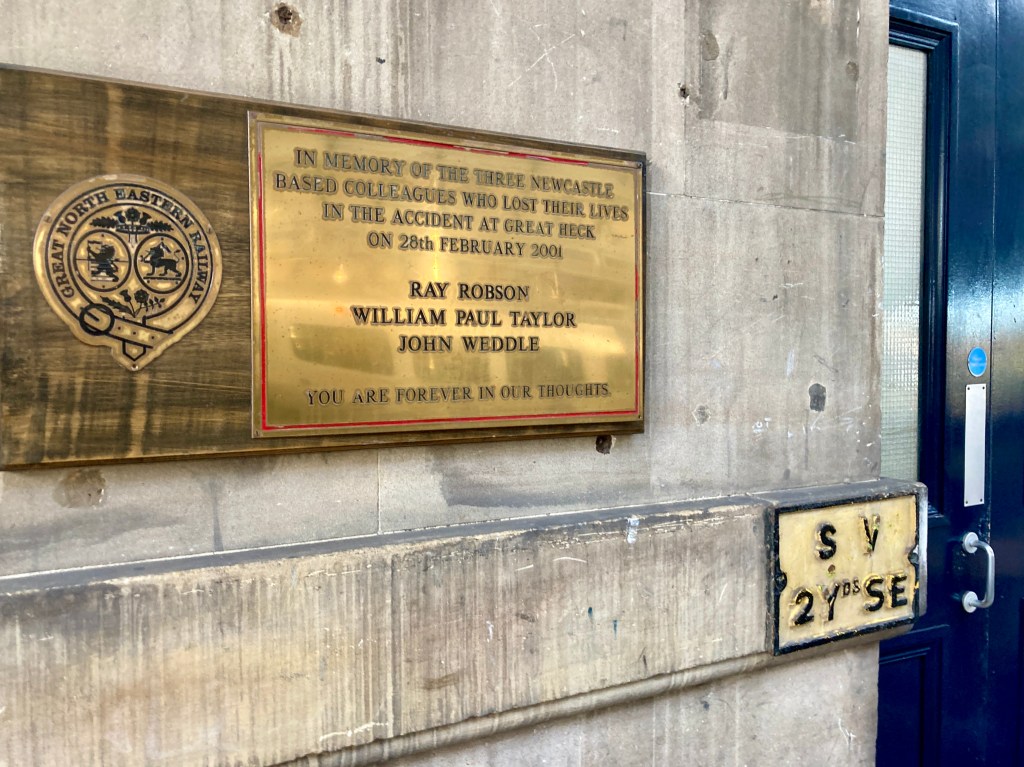 GREAT NORTH EASTERN RAILWAY
IN MEMORY OF THE THREE NEWCASTLE
BASED COLLEAGUES WHO LOST THEIR LIVES
IN THE ACCIDENT AT GREAT HECK
ON 28th FEBRUARY 2001
RAY ROBSON
WILLIAM PAUL TAYLOR
JOHN WEDDLE
YOU ARE FOREVER IN OUR THOUGHTS.
S V
2YDS SE